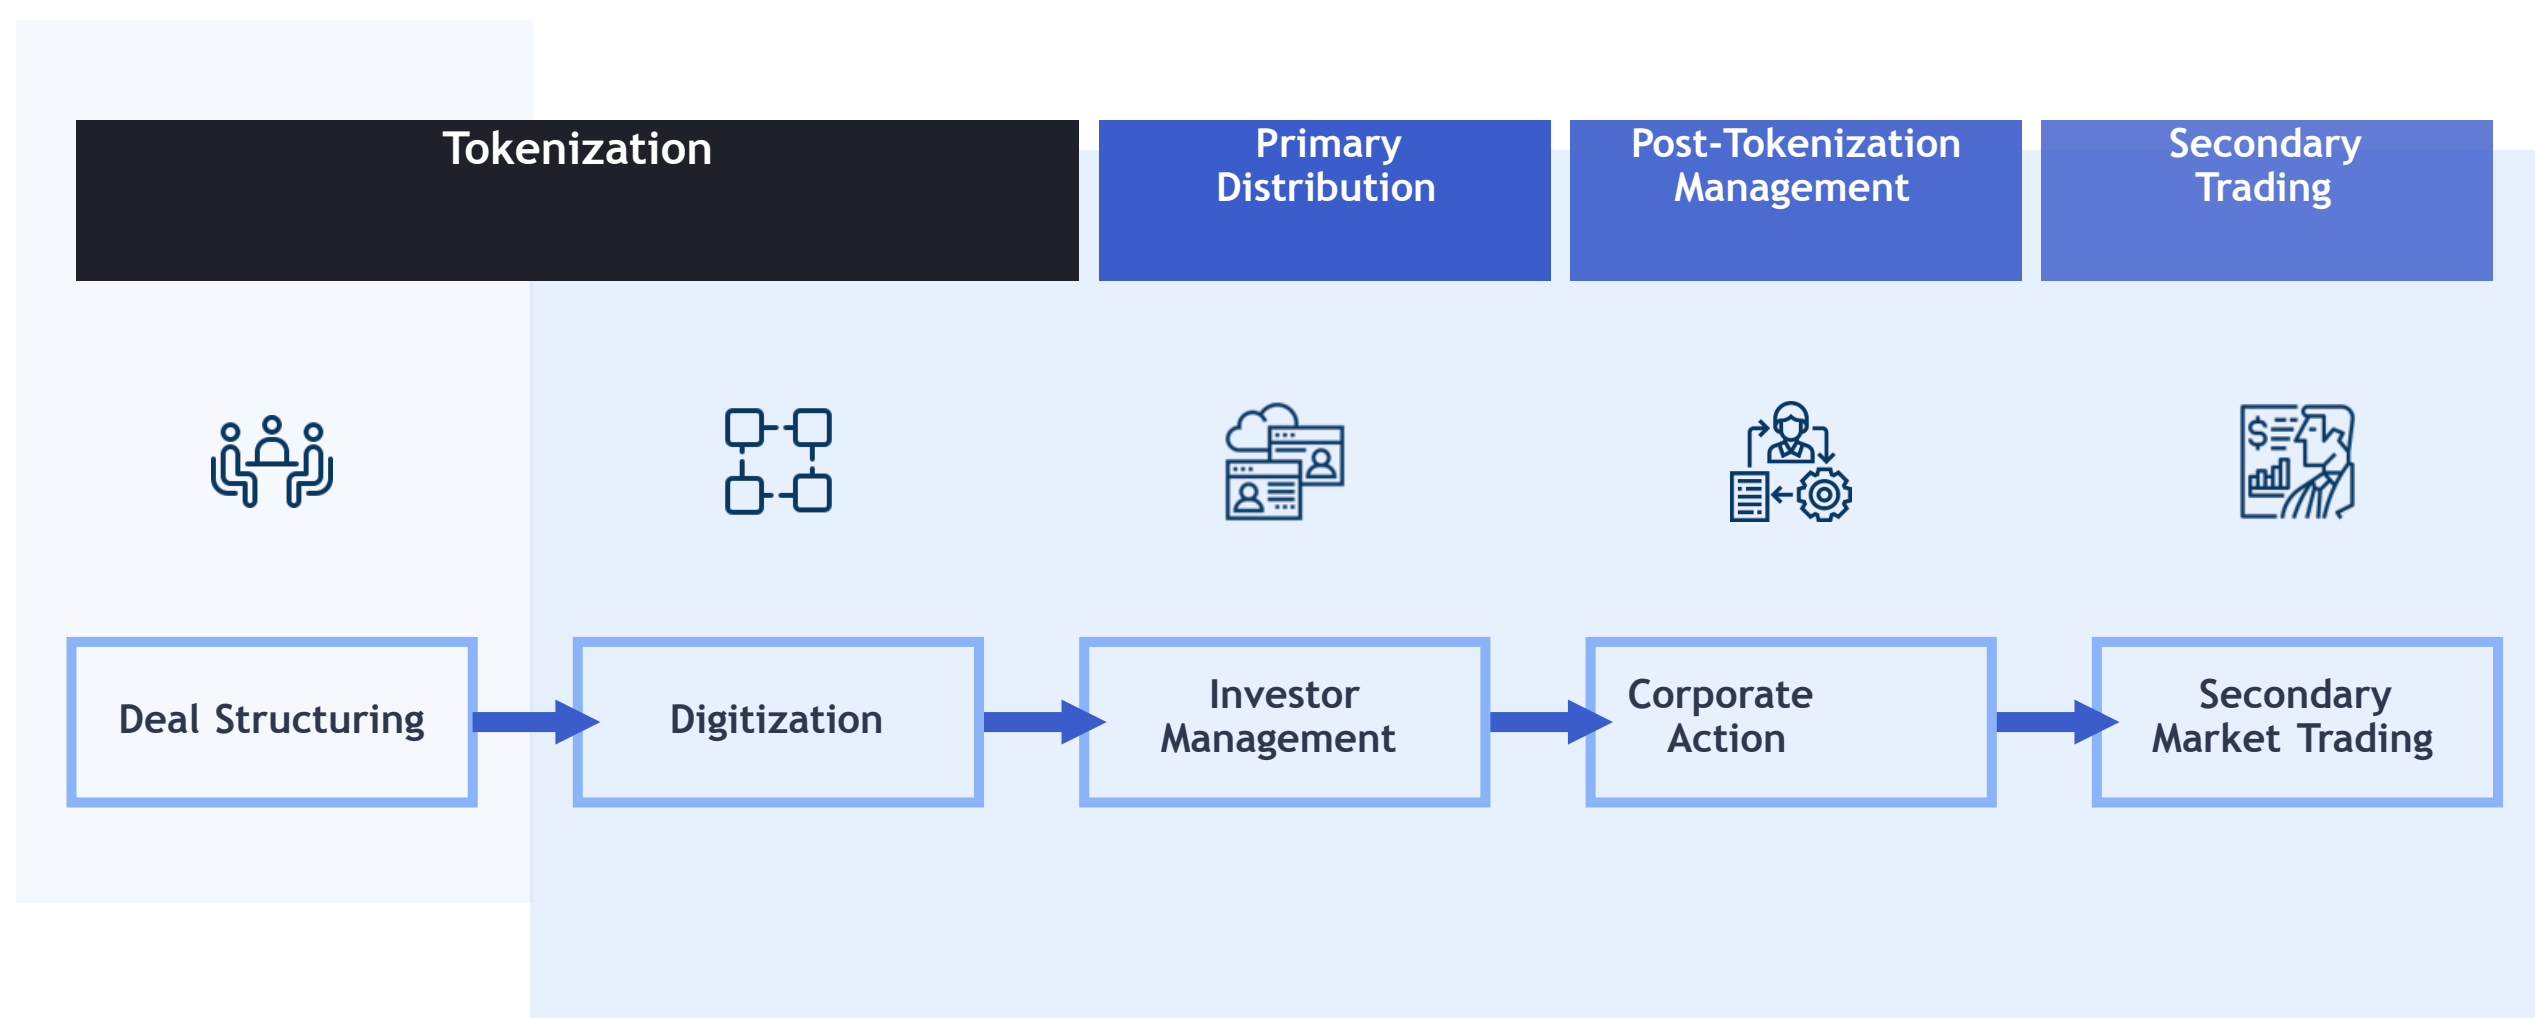 Tokenization
Primary
Distribution
Post-Tokenization
Management
Secondary
Trading
Deal Structuring
Digitization
Investor
Management
Corporate
Action
Secondary
Market Trading